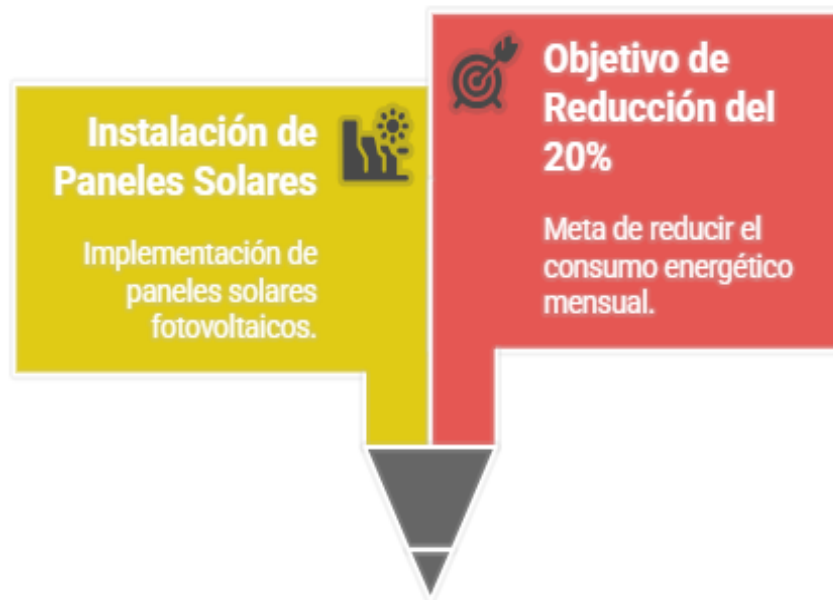 Instalación de
Paneles Solares
Implementación de
paneles solares
fotovoltaicos.
Objetivo de
Reducción del
20%
Meta de reducir el
consumo energético
mensual.